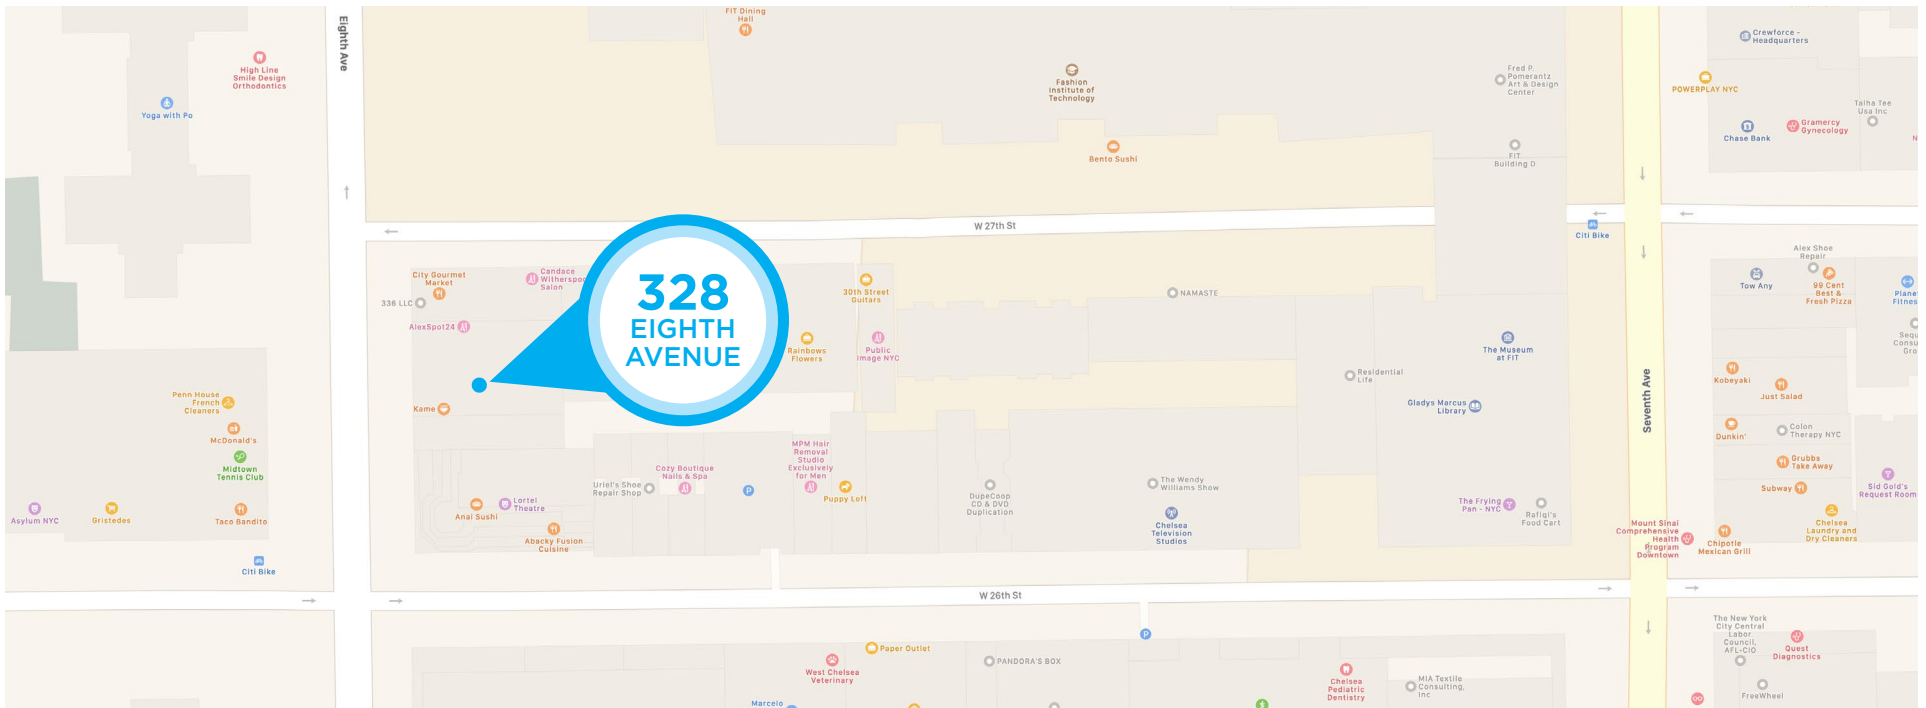 Eighth Ave
FIT Dining
Hall
High Line
Smile Design
Orthodontics
Yoga with Po
Fashion
Institute of
Technology
Fred P.
Pomerantz
Art & Design
Center
Crewforce -
Headquarters
POWERPLAY NYC
Talha Tee
Usa Inc
Chase Bank
Gramercy
Gynecology
N
Bento Sushi
FIT
Building D
W 27th St
Citi Bike
City Gourmet
Market
336 LLC
AlexSpot24
Candace
Witherspoo
Salon
328
EIGHTH
AVENUE
30th Street
Guitars
Rainbows
Flowers
Public
Image NYC
NAMASTE
The Museum
at FIT
Residential
Life
Gladys Marcus
Library
Seventh Ave
Alex Shoe
Repair
Tow Any
99 Cent
Best &
Fresh Pizza
Plane
Fitnes
Sequ
Consu
Gro
Kobeyaki
Just Salad
Penn House
French
Cleaners
McDonald's
Midtown
Tennis Club
Kame
Asylum NYC
Gristedes
Taco Bandito
Citi Bike
Anai Sushi
Lortel
Theatre
Abacky Fusion
Cuisine
Uriel's Shoe
Repair Shop
Cozy Boutique
Nails & Spa
P
MPM Hair
Removal
Studio
Exclusively
for Men
Puppy Loft
DupeCoop
CD & DVD
Duplication
The Wendy
Williams Show
Chelsea
Television
Studios
The Frying
Pan - NYC
Rafiqi's
Food Cart
Dunkin'
Colon
Therapy NYC
Grubbs
Take Away
Subway
Sid Gold's
Request Room
Mount Sinai
Comprehensive
Health
Program
Downtown
Chipotle
Mexican Grill
Chelsea
Laundry and
Dry Cleaners
W 26th St
P
Paper Outlet
West Chelsea
Veterinary
PANDORA'S BOX
Marcelo
Chelsea
Pediatric
Dentistry
MIA Textile
Consulting,
Inc
The New York
City Central
Labor
Council,
AFL-CIO
Quest
Diagnostics
FreeWheel